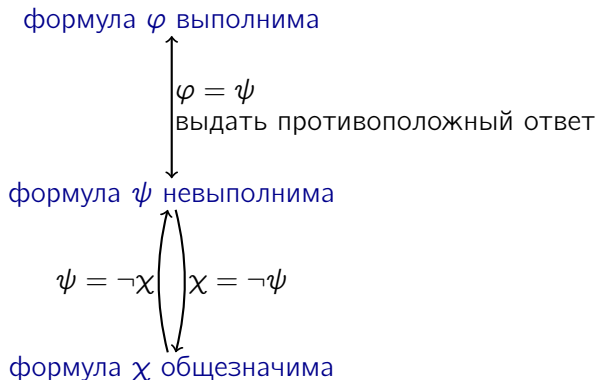 формула φ выполнима
φ = ψ
выдать противоположный ответ
формула ψ невыполнима
ψ = ¬χ
χ = ¬ψ
формула χ общезначима